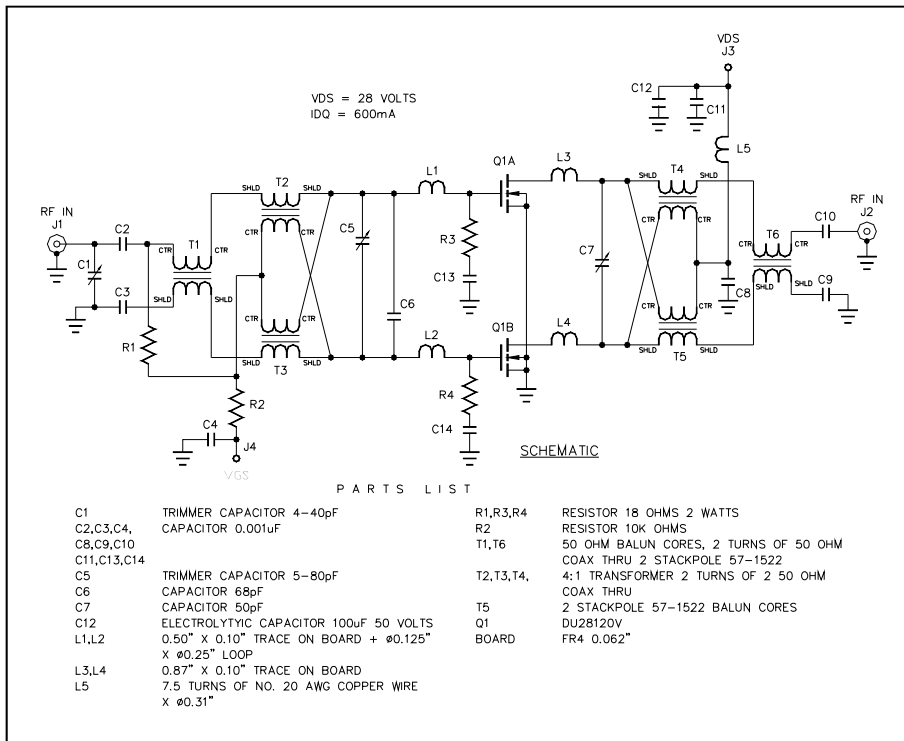 VDS
J3
C12
C11
VDS = 28 VOLTS
IDQ = 600mA
L5
L1
Q1A
L3
SHLD T2 SHLD
SHLD T4 SHLD
RF IN
J1
C2
CTR T1 CTR
CTR
C5
R3
C7
CTR
CTR T6 CTR
C10
RF IN
J2
C1
C13
C3
SHLD SHLD
CTR
C6
CTR
CTR
C8
SHLD SHLD
C9
R1
L2
Q1B
L4
SHLD T3 SHLD
SHLD T5 SHLD
R2
R4
C4
J4
C14
VGS
SCHEMATIC
PARTS LIST
C1 TRIMMER CAPACITOR 4-40pF
C2,C3,C4, CAPACITOR 0.001uF
C8,C9,C10
C11,C13,C14
C5 TRIMMER CAPACITOR 5-80pF
C6 CAPACITOR 68pF
C7 CAPACITOR 50pF
C12 ELECTROLYTYIC CAPACITOR 100uF 50 VOLTS
L1,L2 0.50" X 0.10" TRACE ON BOARD + ø0.125"
X ø0.25" LOOP
L3,L4 0.87" X 0.10" TRACE ON BOARD
L5 7.5 TURNS OF NO. 20 AWG COPPER WIRE
X ø0.31"
R1,R3,R4 RESISTOR 18 OHMS 2 WATTS
R2 RESISTOR 10K OHMS
T1,T6 50 OHM BALUN CORES, 2 TURNS OF 50 OHM
COAX THRU 2 STACKPOLE 57-1522
T2,T3,T4, 4:1 TRANSFORMER 2 TURNS OF 2 50 OHM
COAX THRU
T5 2 STACKPOLE 57-1522 BALUN CORES
Q1 DU28120V
BOARD FR4 0.062"